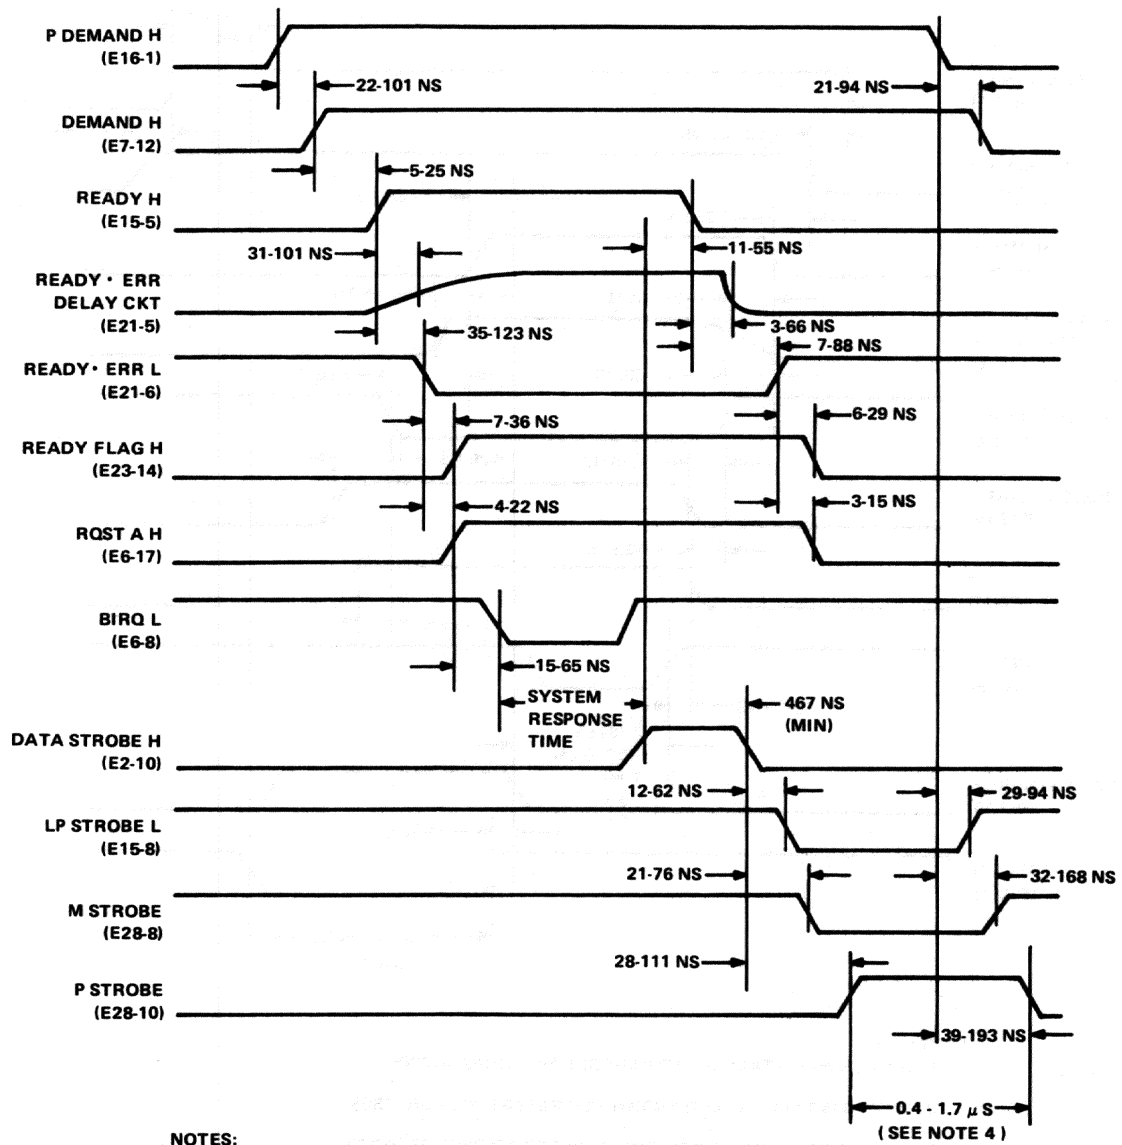 P DEMAND H
(E16-1)
22-101 NS
21-94 NS
DEMAND H
(E7-12)
5-25 NS
READY H
(E15-5)
31-101 NS
11-55 NS
READY · ERR
DELAY CKT
(E21-5)
3-66 NS
35-123 NS
7-88 NS
READY · ERR L
(E21-6)
7-36 NS
6-29 NS
READY FLAG H
(E23-14)
4-22 NS
3-15 NS
RQST A H
(E6-17)
BIRQ L
(E6-8)
15-65 NS
SYSTEM
RESPONSE
TIME
467 NS
(MIN)
DATA STROBE H
(E2-10)
12-62 NS
29-94 NS
LP STROBE L
(E15-8)
21-76 NS
32-168 NS
M STROBE
(E28-8)
28-111 NS
P STROBE
(E28-10)
39-193 NS
0.4 - 1.7 μS
(SEE NOTE 4)
NOTES: